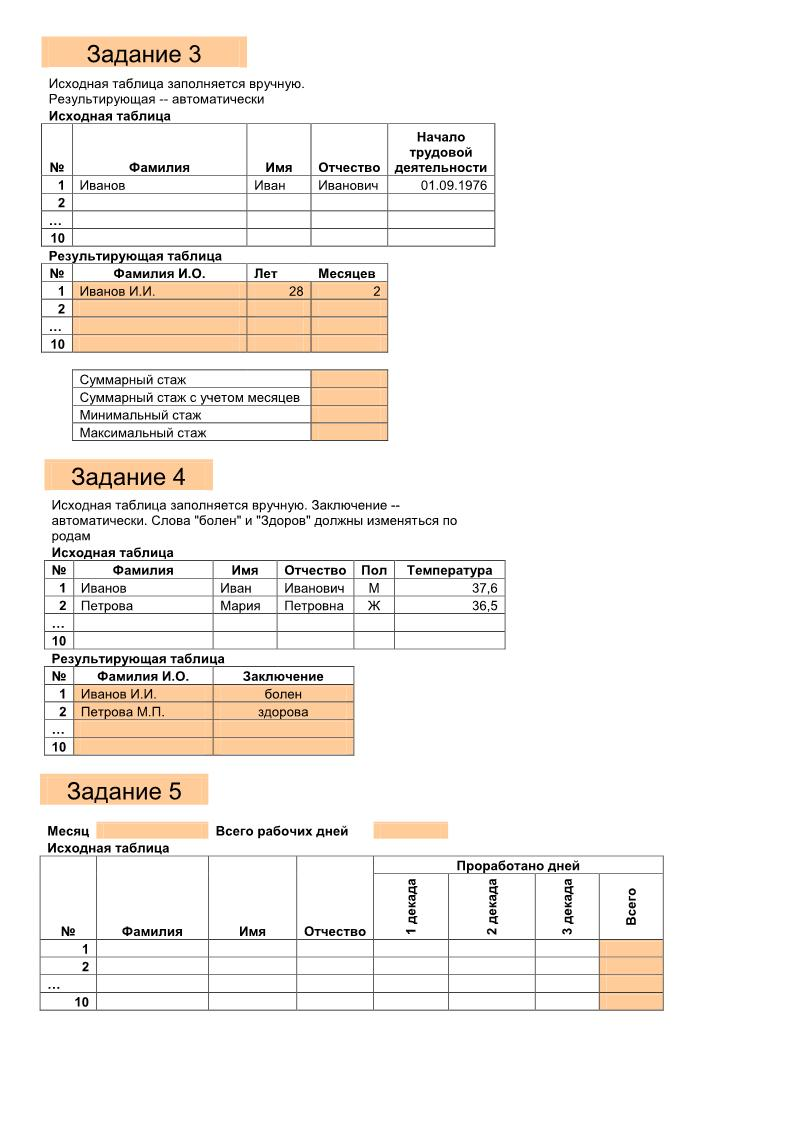 Задание 3
Исходная таблица заполняется вручную.
Результирующая -- автоматически
Исходная таблица
№ Фамилия Имя Отчество Начало трудовой деятельности
1 Иванов Иван Иванович 01.09.1976
2
…
10
Результирующая таблица
№ Фамилия И.О. Лет Месяцев
1 Иванов И.И. 28 2
2
…
10
Суммарный стаж
Суммарный стаж с учетом месяцев
Минимальный стаж
Максимальный стаж
Задание 4
Исходная таблица заполняется вручную. Заключение --
автоматически. Слова "болен" и "Здоров" должны изменяться по
родам
Исходная таблица
№ Фамилия Имя Отчество Пол Температура
1 Иванов Иван Иванович М 37,6
2 Петрова Мария Петровна Ж 36,5
…
10
Результирующая таблица
№ Фамилия И.О. Заключение
1 Иванов И.И. болен
2 Петрова М.П. здорова
…
10
Задание 5
Месяц Всего рабочих дней
Исходная таблица
Проработано дней
№ Фамилия Имя Отчество 1 декада 2 декада 3 декада Всего
1
2
…
10